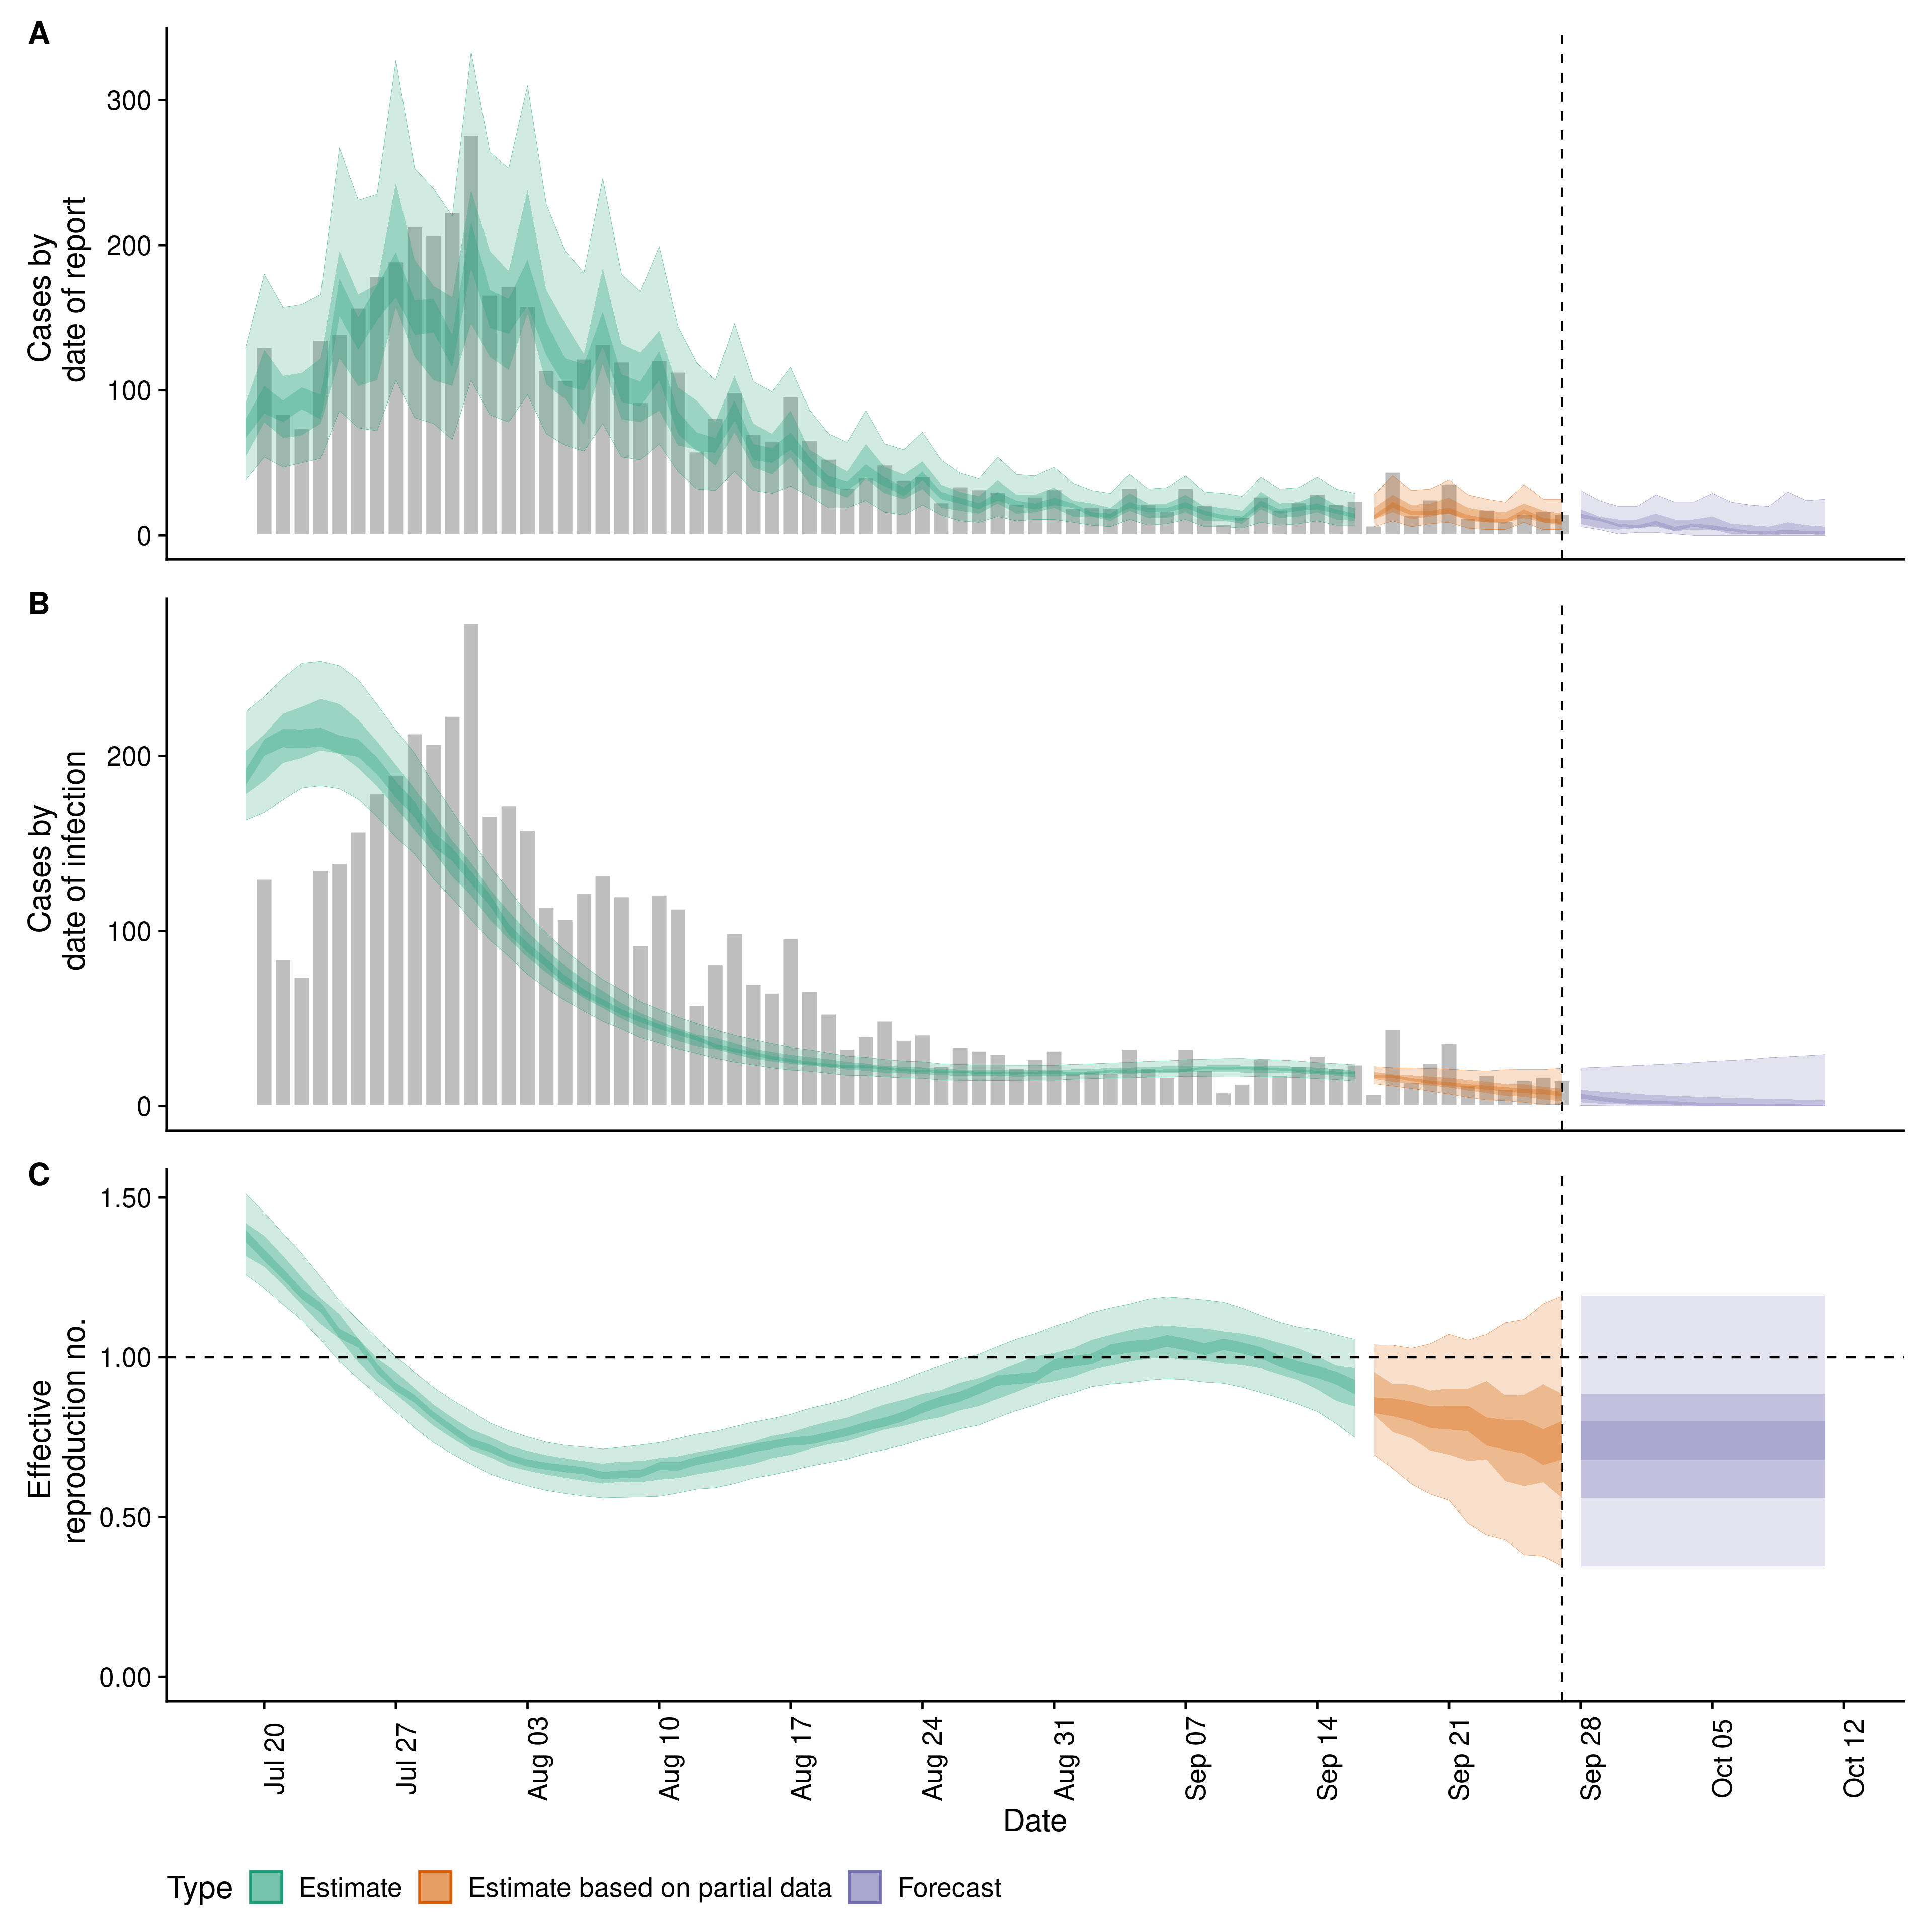 A
Cases by
date of report
300
200
100
0
B
Cases by
date of infection
200
100
0
C
Effective
reproduction no.
1.50
1.00
0.50
0.00
Jul 20
Jul 27
Aug 03
Aug 10
Aug 17
Aug 24
Aug 31
Sep 07
Sep 14
Sep 21
Sep 28
Oct 05
Oct 12
Date
Type Estimate Estimate based on partial data Forecast